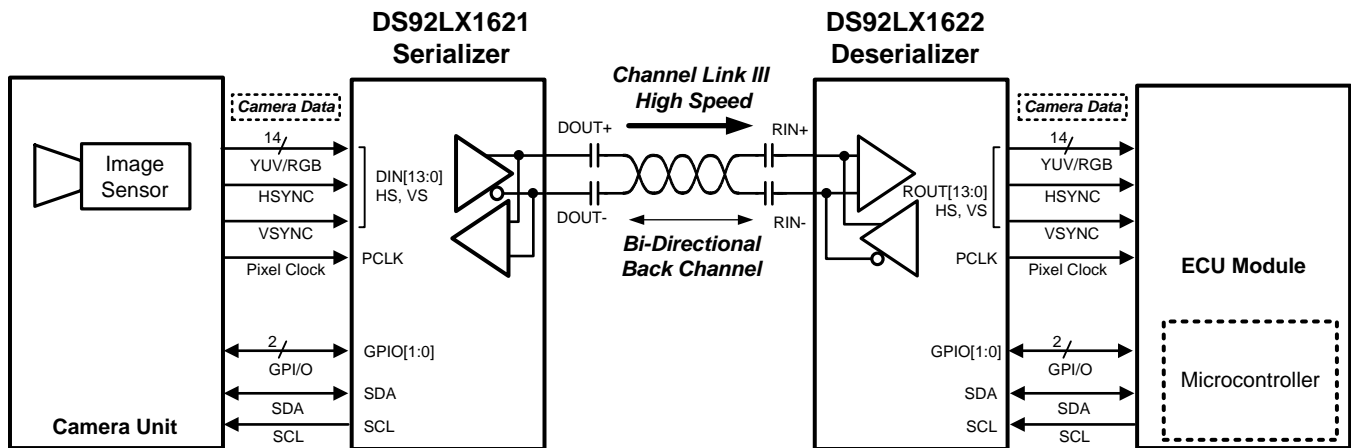 DS92LX1621
Serializer
DS92LX1622
Deserializer
Camera Data
Channel Link III
High Speed
Camera Data
Image
Sensor
14
YUV/RGB
HSYNC
VSYNC
Pixel Clock
DIN[13:0]
HS, VS
PCLK
DOUT+
DOUT-
RIN+
RIN-
Bi-Directional
Back Channel
ROUT[13:0]
HS, VS
PCLK
14
YUV/RGB
HSYNC
VSYNC
Pixel Clock
ECU Module
2
GPI/O
SDA
SCL
GPIO[1:0]
SDA
SCL
GPIO[1:0]
SDA
SCL
2
GPI/O
SDA
SCL
Microcontroller
Camera Unit